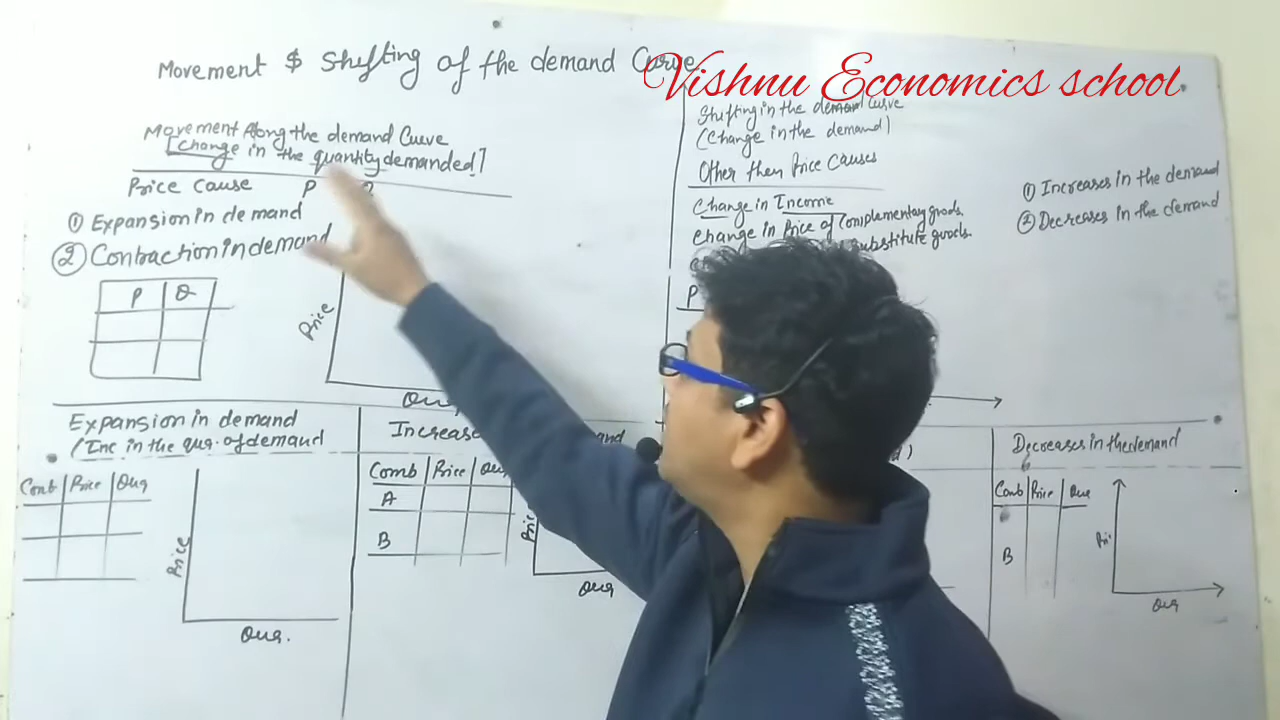 Movement $ Shifting of the demand Curve
Vishnu Economics school
Movement Along the demand Curve
[Change in the quantity demanded]
Price Cause P Q
① Expansion in demand
② Contraction in demand
P Q
Price
Shifting in the demand curve
(Change in the demand)
Other then Price Causes
Change in Income
Change in Price of Complementary goods.
Substitute goods.
P
① Increases in the demand
② Decreases in the demand
Expansion in demand
(Inc in the qua. of demand
Comb Price Qua
Price
Qua.
Increase
Comb Price Qua
A
B
Qua
Decreases in the demand
Comb Price Qua
B
Pri
Qua